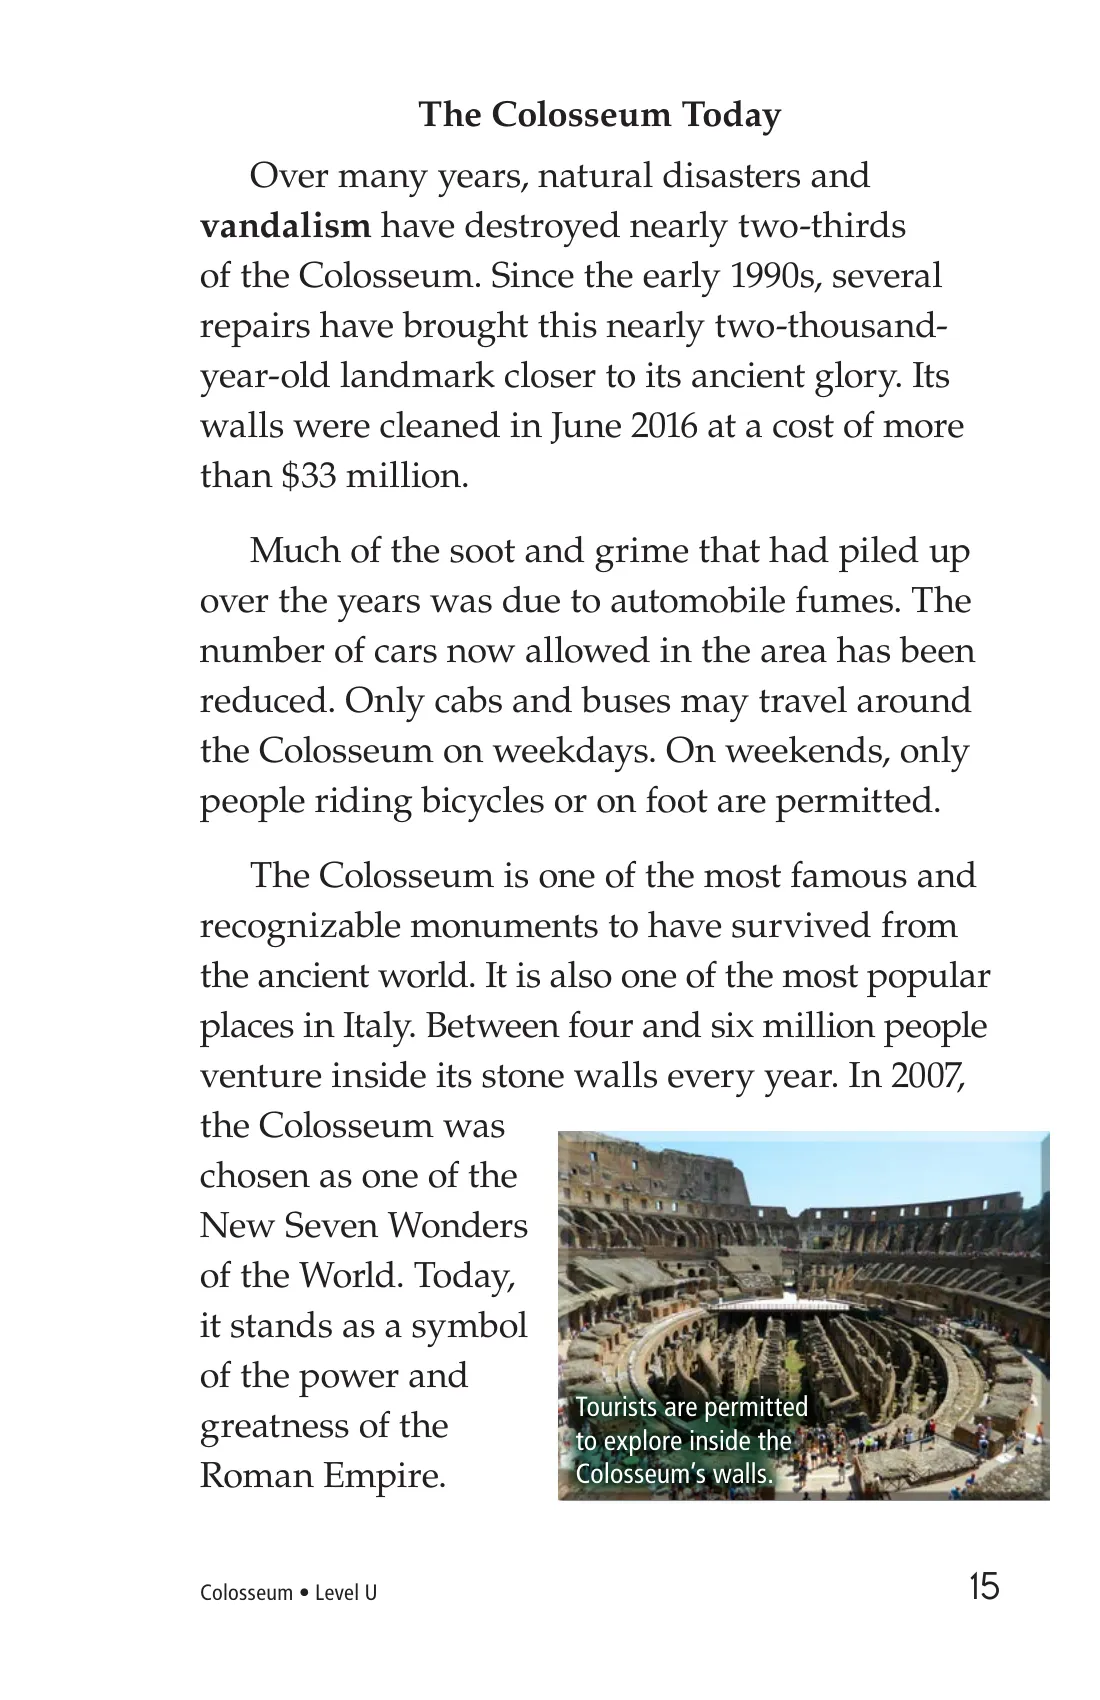 The Colosseum Today
Over many years, natural disasters and
vandalism have destroyed nearly two-thirds
of the Colosseum. Since the early 1990s, several
repairs have brought this nearly two-thousand-
year-old landmark closer to its ancient glory. Its
walls were cleaned in June 2016 at a cost of more
than $33 million.
Much of the soot and grime that had piled up
over the years was due to automobile fumes. The
number of cars now allowed in the area has been
reduced. Only cabs and buses may travel around
the Colosseum on weekdays. On weekends, only
people riding bicycles or on foot are permitted.
The Colosseum is one of the most famous and
recognizable monuments to have survived from
the ancient world. It is also one of the most popular
places in Italy. Between four and six million people
venture inside its stone walls every year. In 2007,
the Colosseum was
chosen as one of the
New Seven Wonders
of the World. Today,
it stands as a symbol
of the power and
greatness of the
Roman Empire.
Tourists are permitted
to explore inside the
Colosseum's walls.
Colosseum • Level U
15